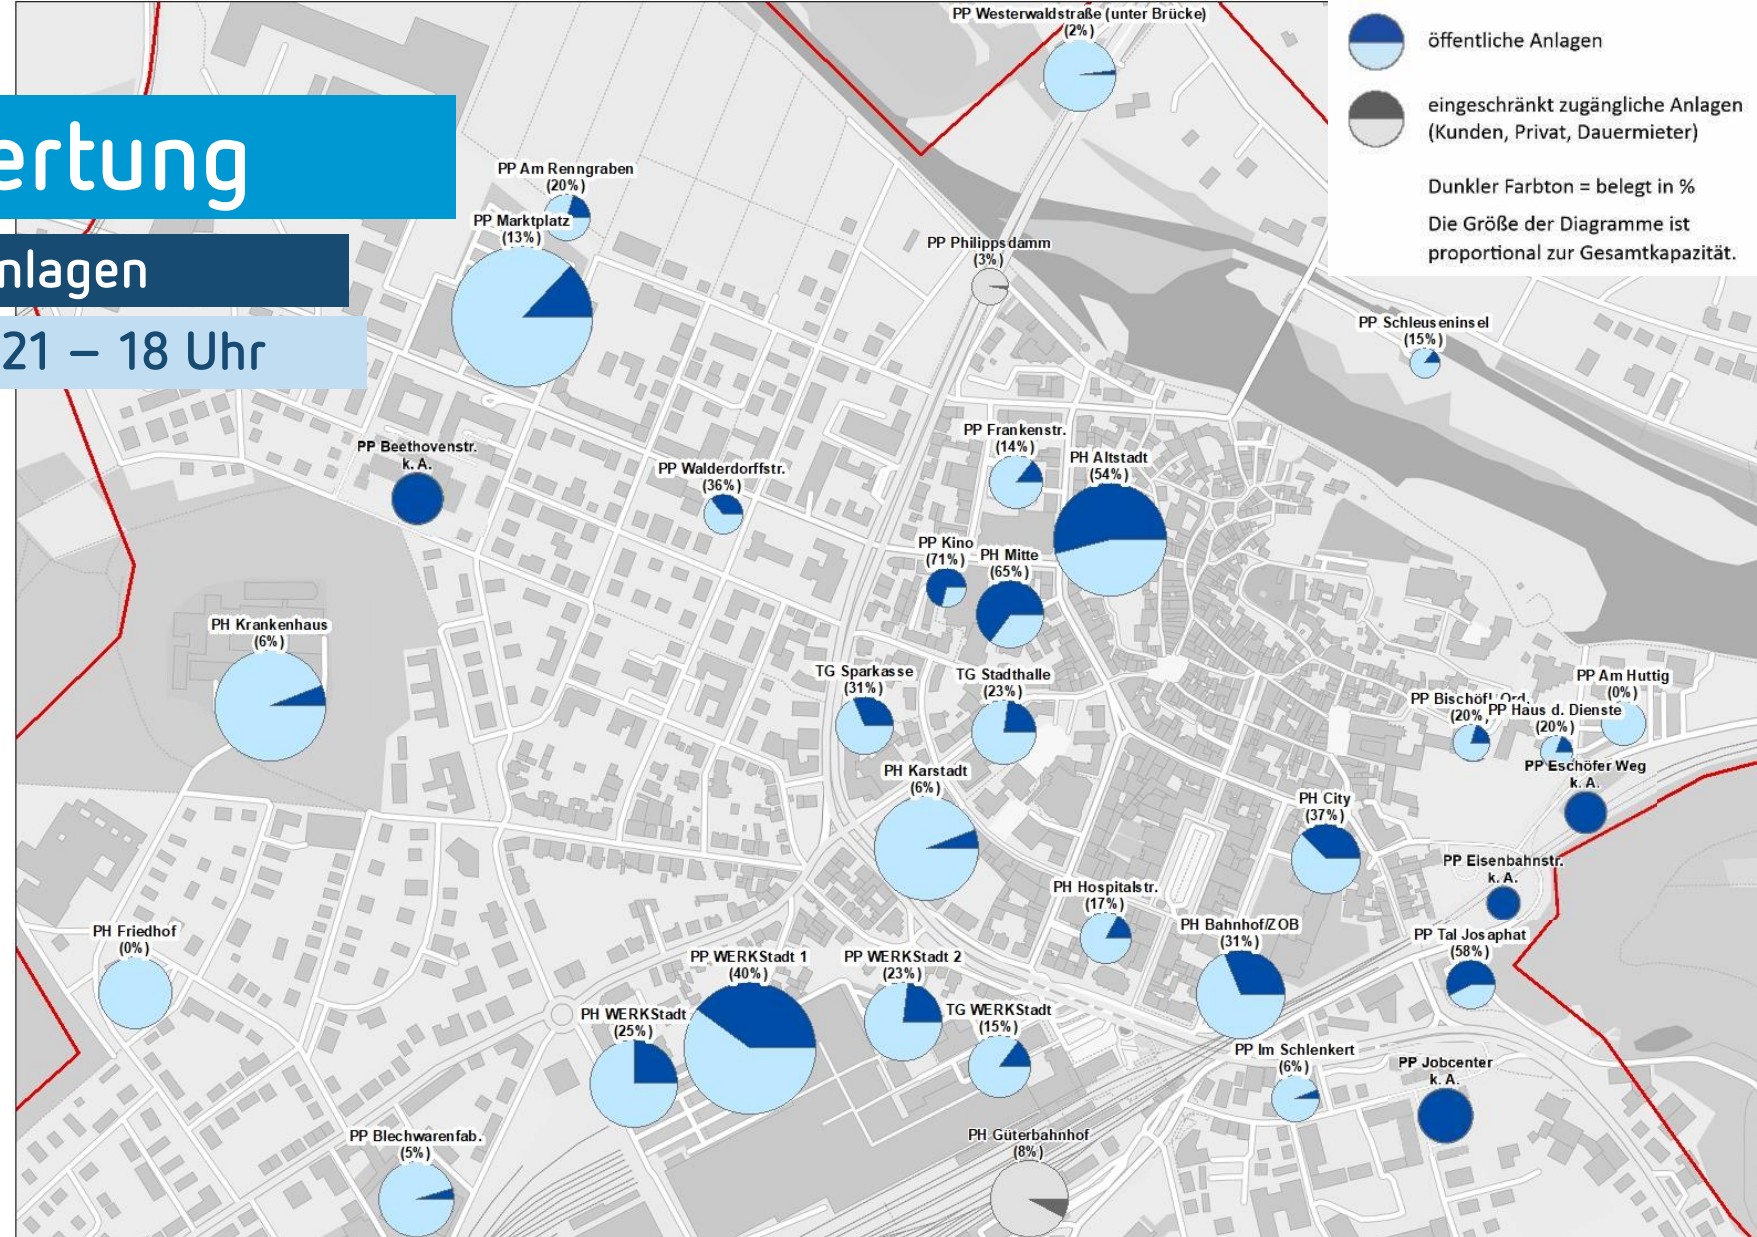 ertung
nlagen
21 – 18 Uhr
öffentliche Anlagen
eingeschränkt zugängliche Anlagen
(Kunden, Privat, Dauermieter)
Dunkler Farbton = belegt in %
Die Größe der Diagramme ist
proportional zur Gesamtkapazität.
PP Westerwaldstraße (unter Brücke)
(2%)
PP Am Renngraben
(20%)
PP Marktplatz
(13%)
PP Philippsdamm
(3%)
PP Schleuseninsel
(15%)
PP Beethovenstr.
k. A.
PP Walderdorffstr.
(36%)
PP Frankenstr.
(14%)
PH Altstadt
(54%)
PP Kino
(71%)
PH Mitte
(65%)
PH Krankenhaus
(6%)
TG Sparkasse
(31%)
TG Stadthalle
(23%)
PP Am Huttig
(0%)
PP Bischöfl. Ord.
(20%)
PP Haus d. Dienste
(20%)
PP Eschöfer Weg
k. A.
PH Karstadt
(6%)
PH City
(37%)
PP Eisenbahnstr.
k. A.
PH Hospitalstr.
(17%)
PH Bahnhof/ZOB
(31%)
PP Tal Josaphat
(58%)
PH Friedhof
(0%)
PP WERKStadt 1
(40%)
PP WERKStadt 2
(23%)
PH WERKStadt
(25%)
TG WERKStadt
(15%)
PP Im Schlenkert
(6%)
PP Jobcenter
k. A.
PP Blechwarenfab.
(5%)
PH Güterbahnhof
(8%)